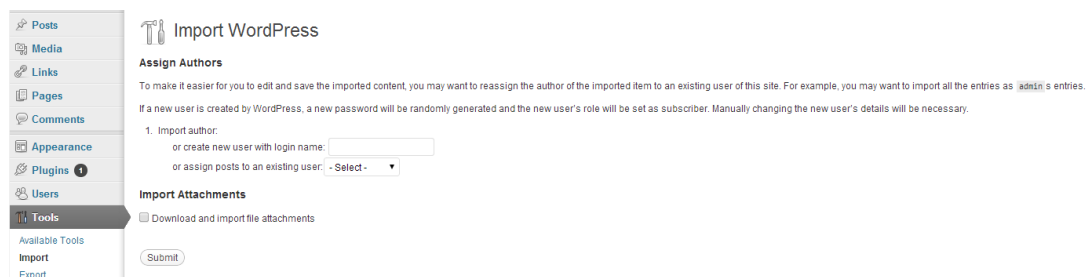 Posts
Media
Links
Pages
Comments
Appearance
Plugins 1
Users
Tools
Available Tools
Import
Export
Import WordPress
Assign Authors
To make it easier for you to edit and save the imported content, you may want to reassign the author of the imported item to an existing user of this site. For example, you may want to import all the entries as admin s entries.
If a new user is created by WordPress, a new password will be randomly generated and the new user's role will be set as subscriber. Manually changing the new user's details will be necessary.
1. Import author:
or create new user with login name:
or assign posts to an existing user: - Select -
Import Attachments
Download and import file attachments
Submit